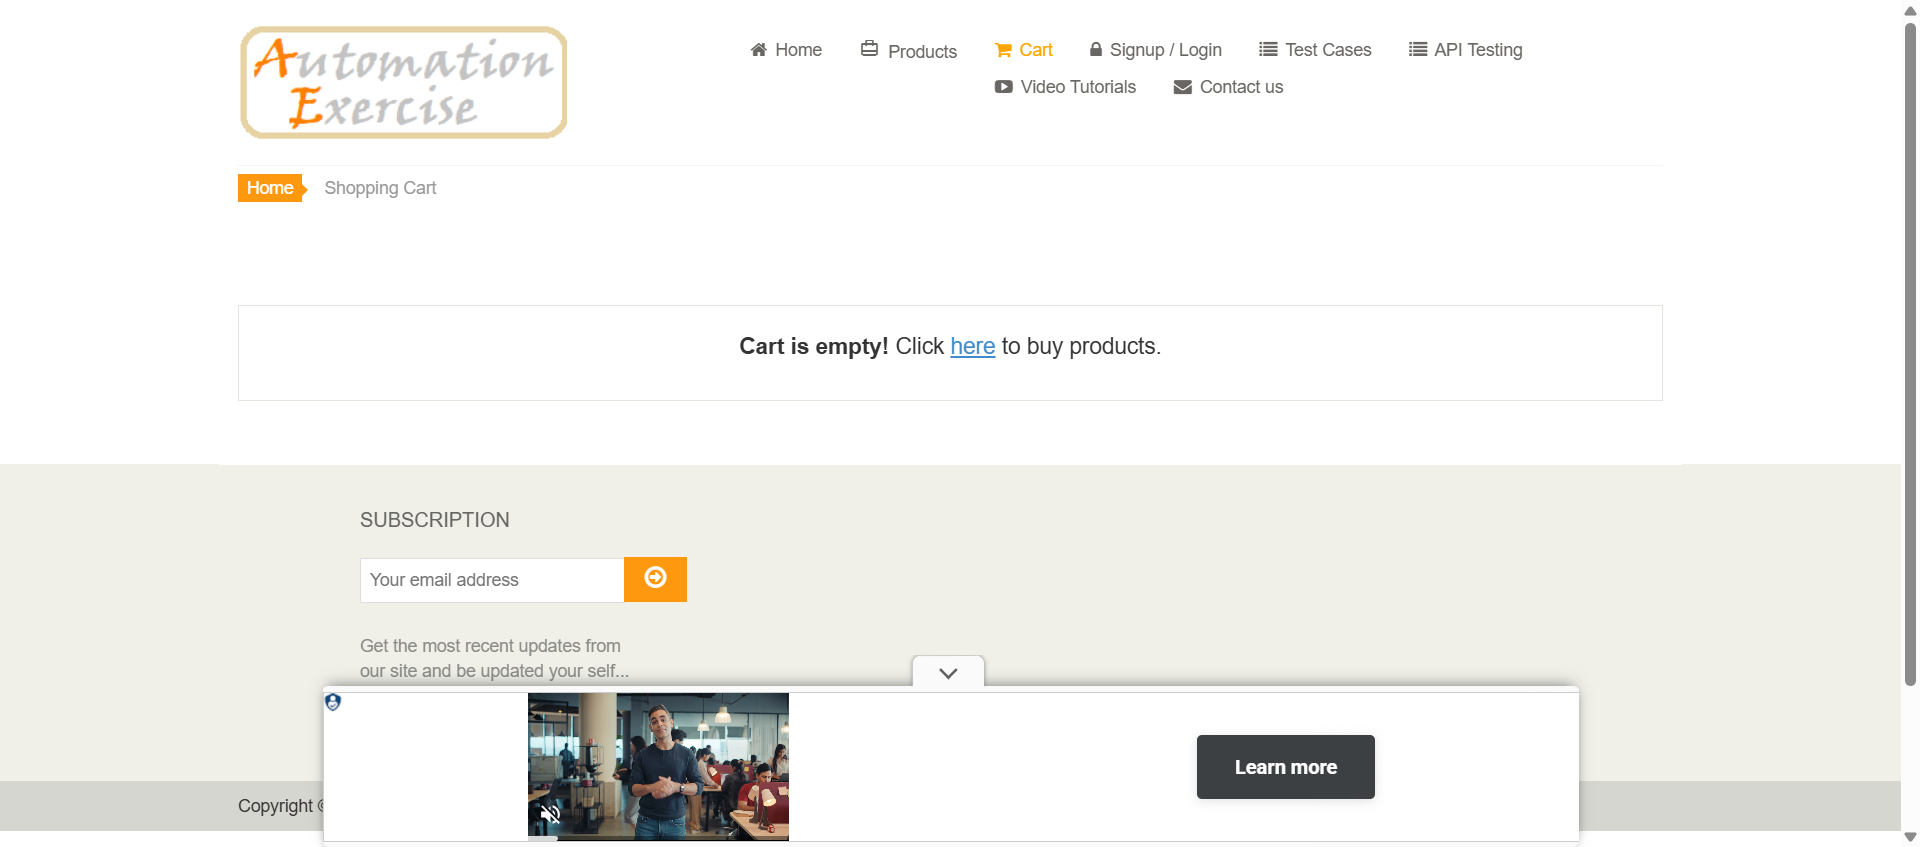 Automation
Exercise
Home
Products
Cart
Signup / Login
Test Cases
API Testing
Video Tutorials
Contact us
Home
Shopping Cart
Cart is empty! Click here to buy products.
SUBSCRIPTION
Your email address
Get the most recent updates from
our site and be updated your self...
Learn more
Copyright ©